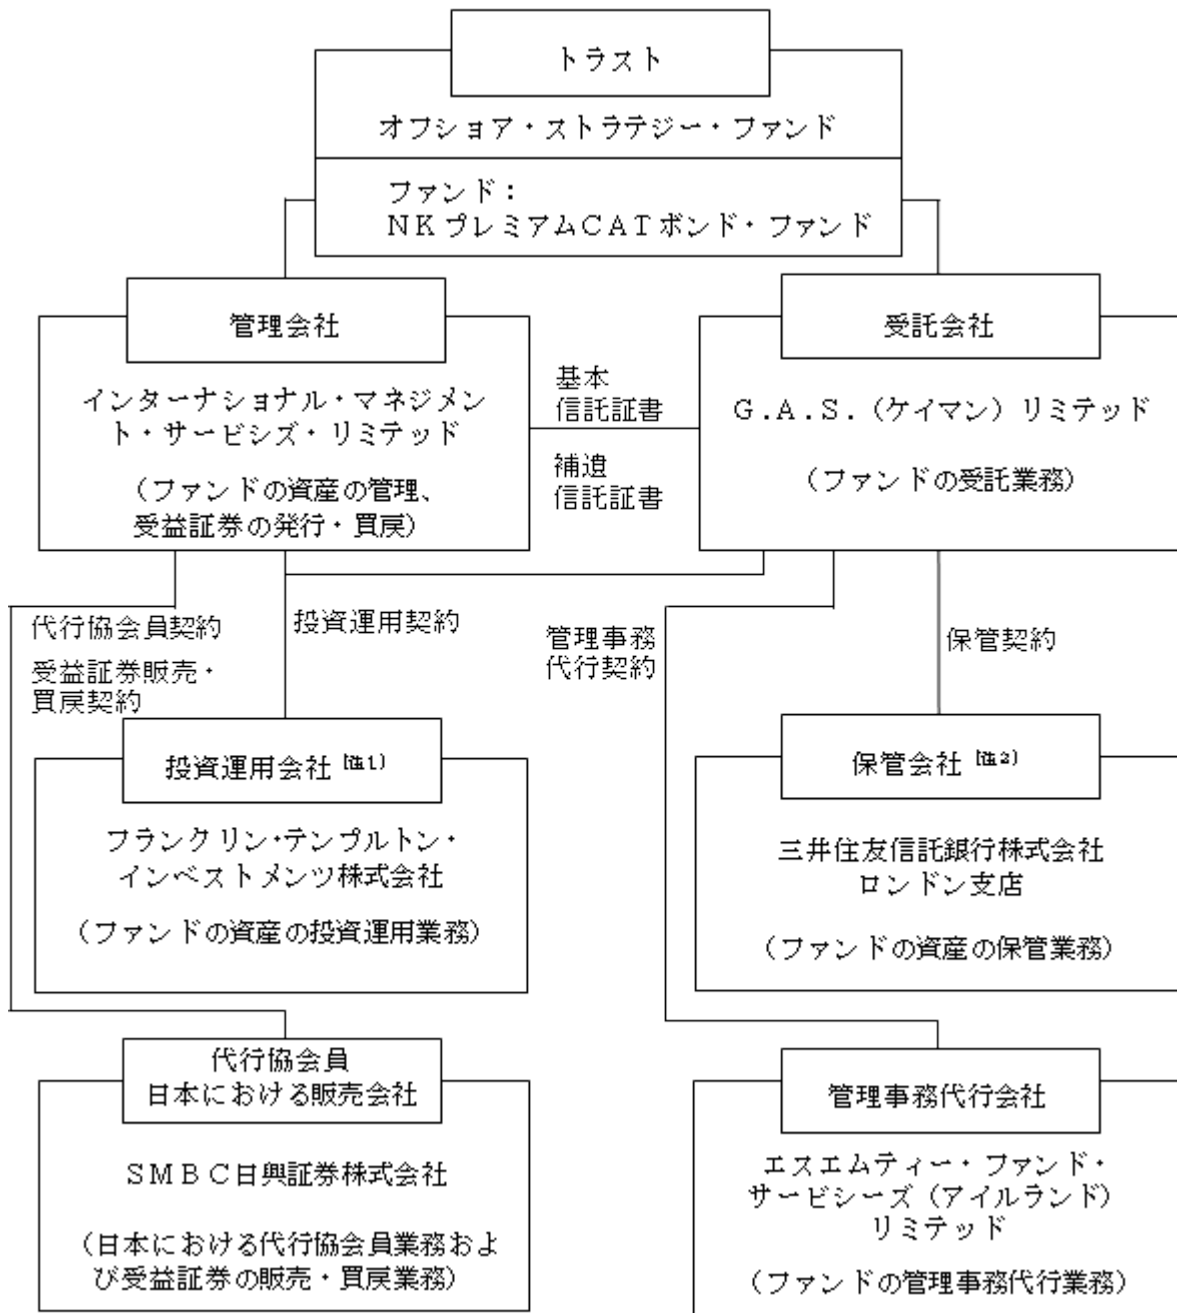 トラスト
オフショア・ストラテジー・ファンド
ファンド：
ＮＫプレミアムＣＡＴボンド・ファンド
管理会社
インターナショナル・マネジメン
ト・サービシズ・リミテッド
（ファンドの資産の管理、
受益証券の発行・買戻）
基本
信託証書
補遺
信託証書
受託会社
Ｇ．Ａ．Ｓ．（ケイマン）リミテッド
（ファンドの受託業務）
代行協会員契約
受益証券販売・
買戻契約
投資運用契約
管理事務
代行契約
保管契約
投資運用会社［注１］
フランクリン・テンプルトン・
インベストメンツ株式会社
（ファンドの資産の投資運用業務）
保管会社［注２］
三井住友信託銀行株式会社
ロンドン支店
（ファンドの資産の保管業務）
代行協会員
日本における販売会社
ＳＭＢＣ日興証券株式会社
（日本における代行協会員業務およ
び受益証券の販売・買戻業務）
管理事務代行会社
エスエムティー・ファンド・
サービシーズ（アイルランド）
リミテッド
（ファンドの管理事務代行業務）